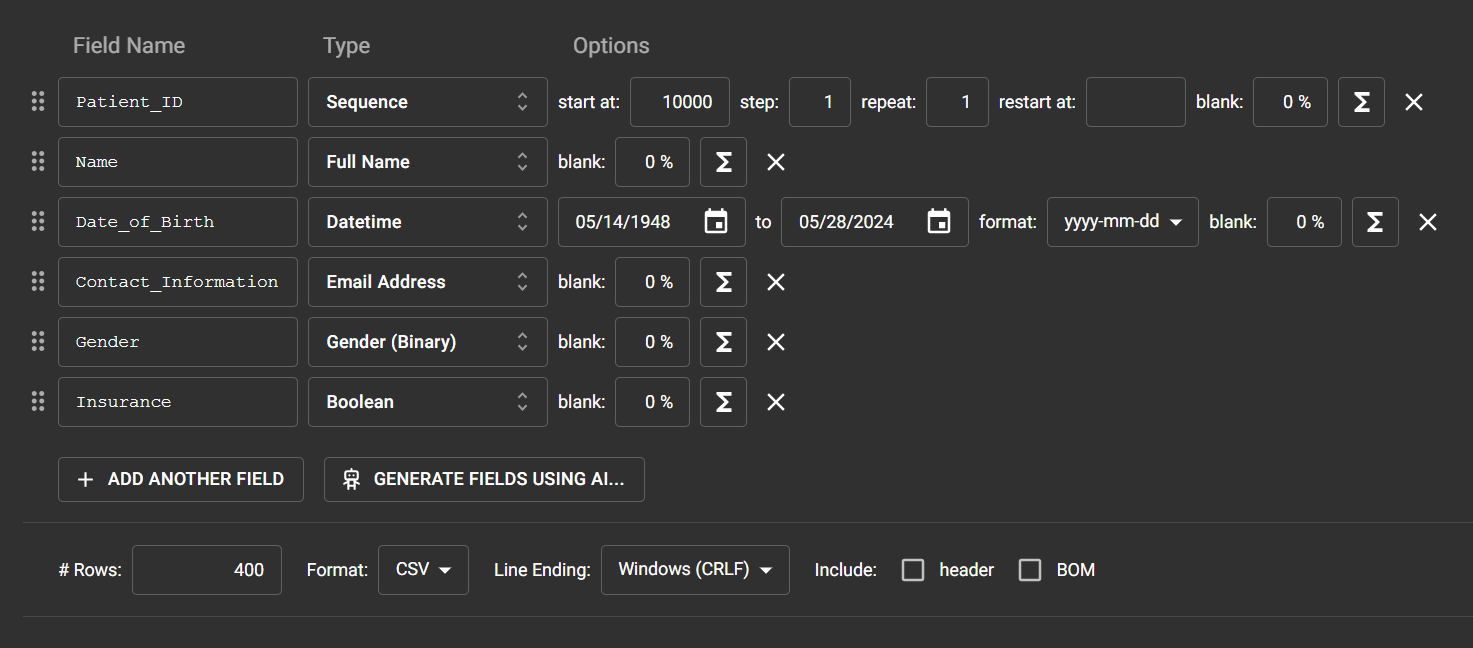 Field Name Type Options
Patient_ID Sequence start at: 10000 step: 1 repeat: 1 restart at: blank: 0 % Σ
Name Full Name blank: 0 % Σ
Date_of_Birth Datetime 05/14/1948 to 05/28/2024 format: yyyy-mm-dd blank: 0 % Σ
Contact_Information Email Address blank: 0 % Σ
Gender Gender (Binary) blank: 0 % Σ
Insurance Boolean blank: 0 % Σ
+ ADD ANOTHER FIELD GENERATE FIELDS USING AI...
# Rows: 400 Format: CSV Line Ending: Windows (CRLF) Include: header BOM